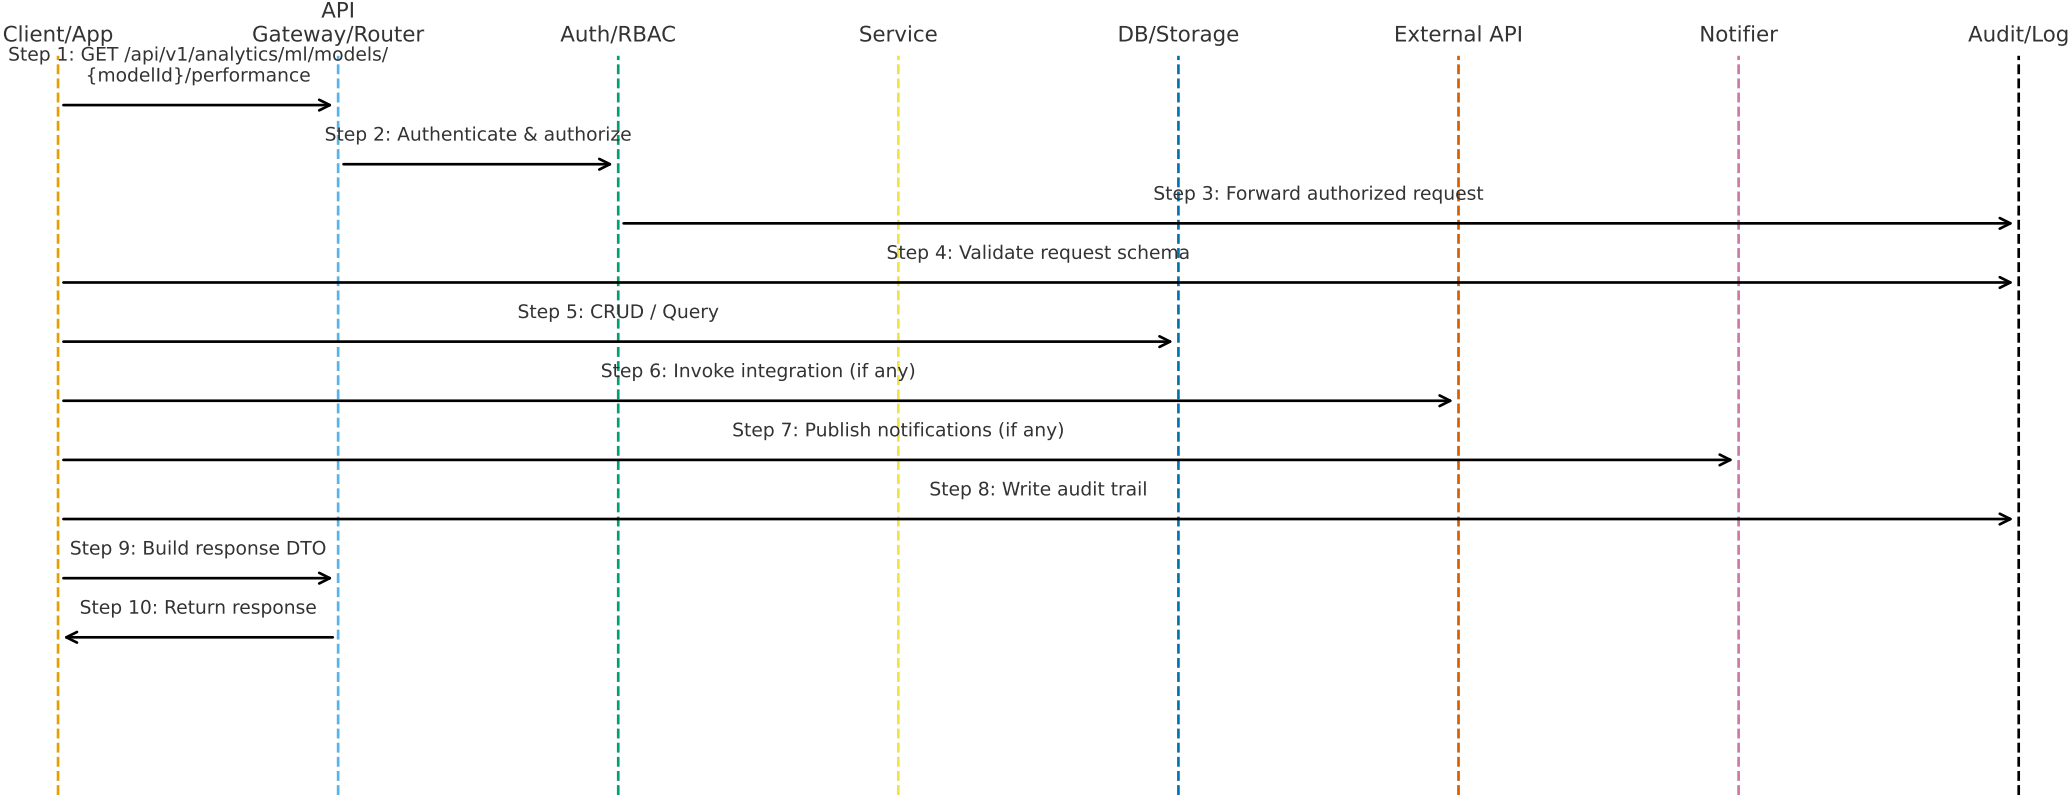 API
Client/App
Gateway/Router
Auth/RBAC
Service
DB/Storage
External API
Notifier
Audit/Log
Step 1: GET /api/v1/analytics/ml/models/
{modelId}/performance
Step 2: Authenticate & authorize
Step 3: Forward authorized request
Step 4: Validate request schema
Step 5: CRUD / Query
Step 6: Invoke integration (if any)
Step 7: Publish notifications (if any)
Step 8: Write audit trail
Step 9: Build response DTO
Step 10: Return response